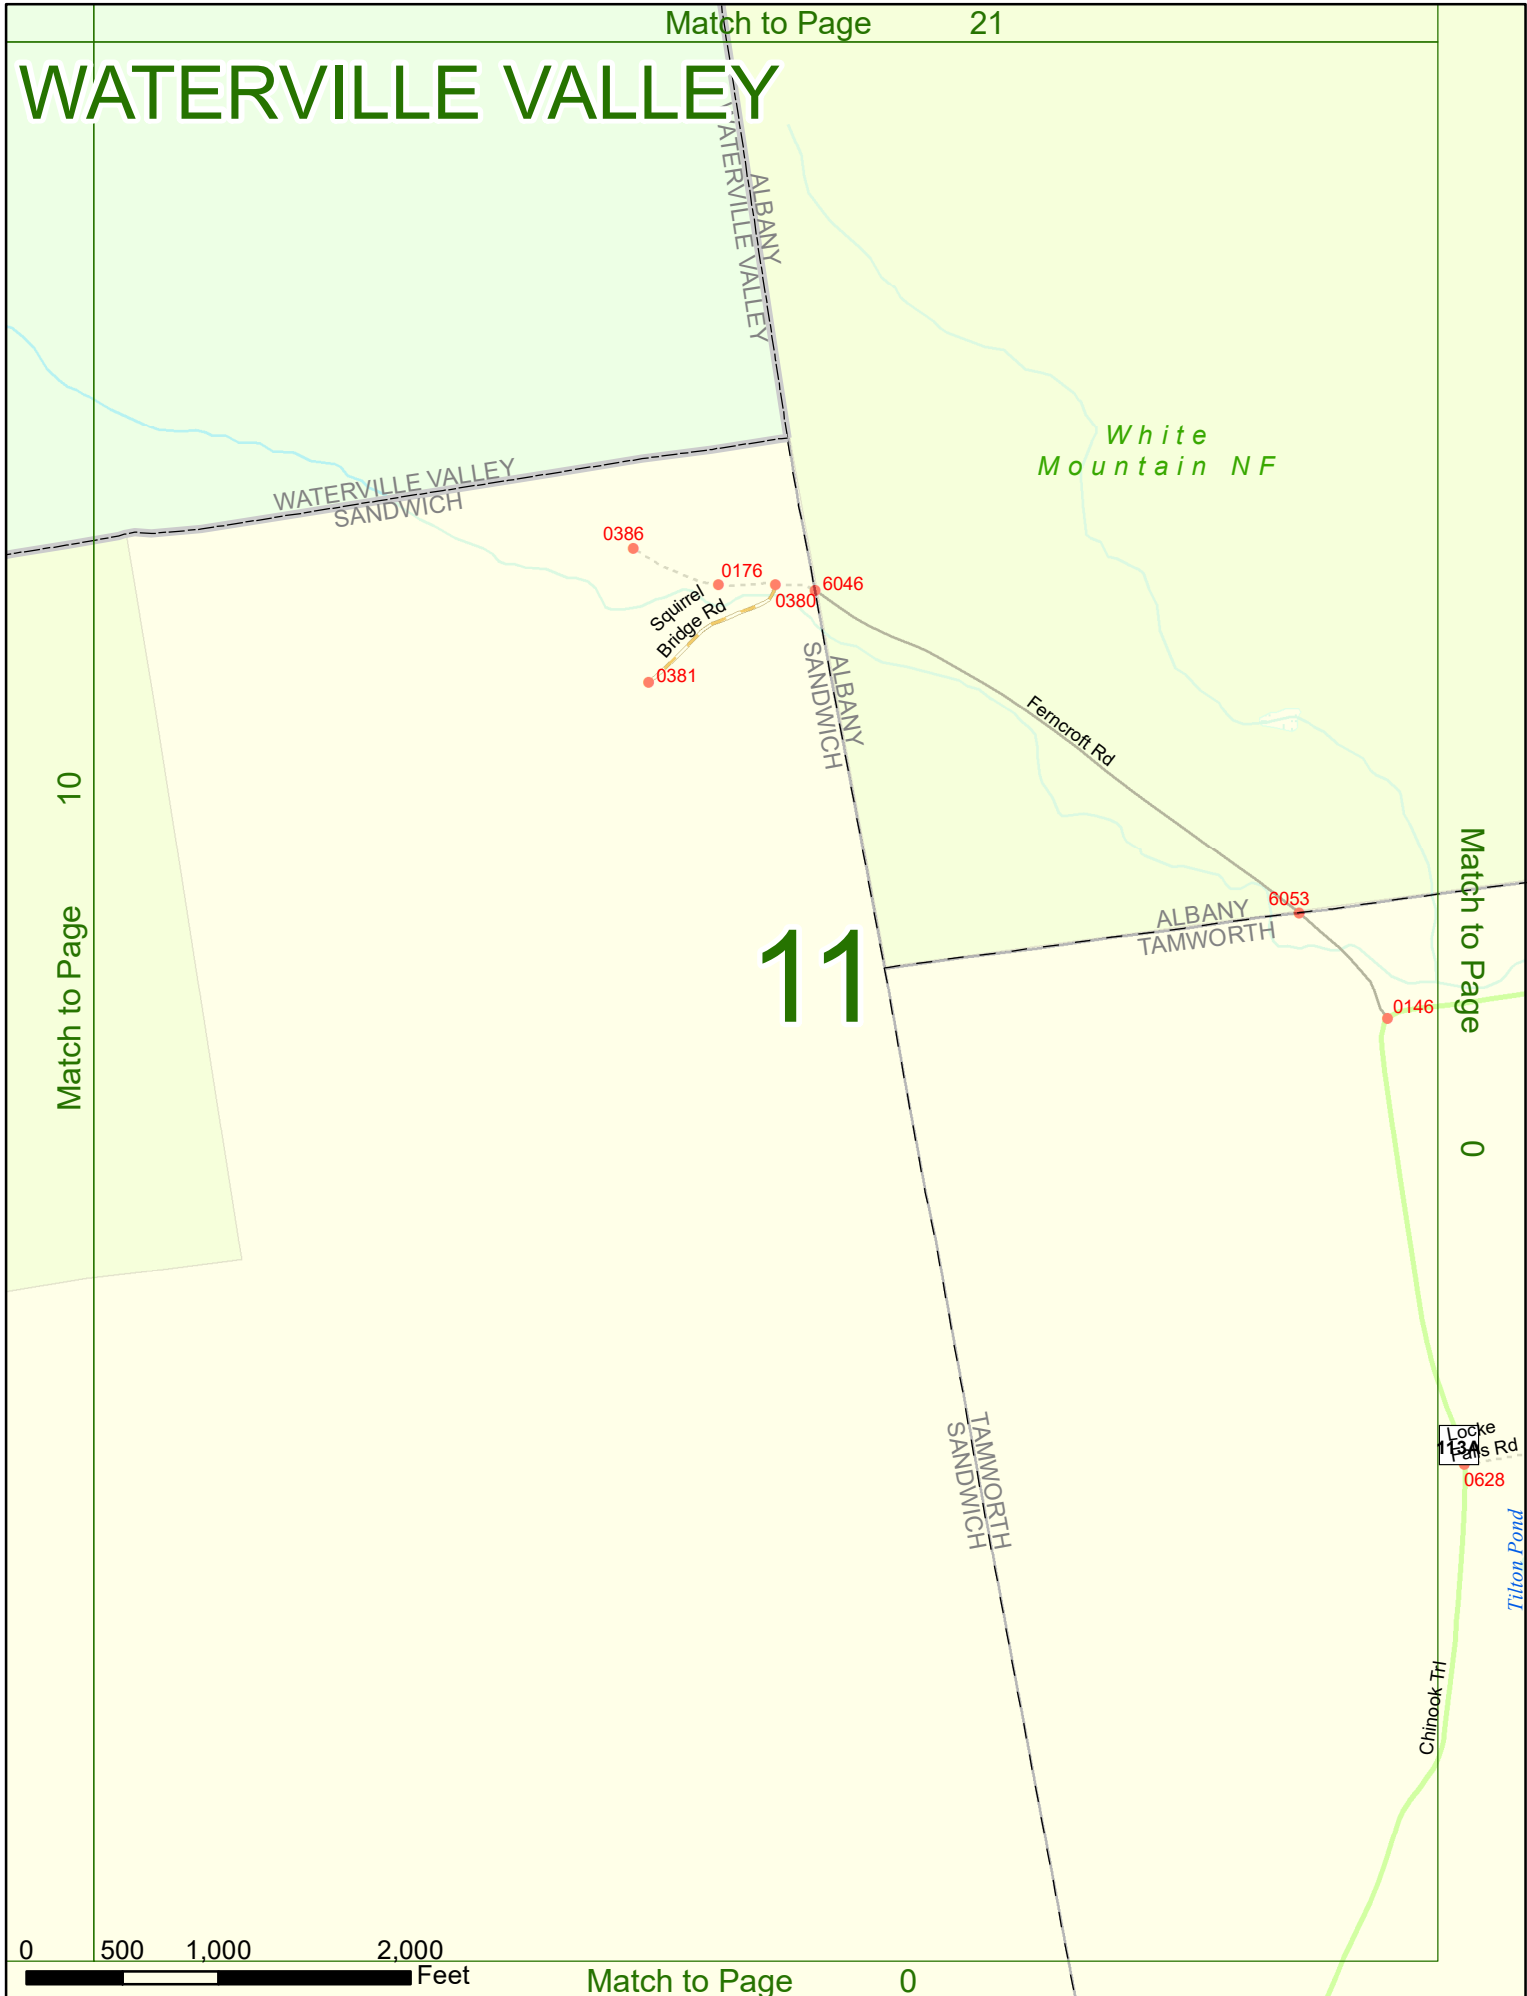 Match to Page 21
WATERVILLE VALLEY
WATERVILLE VALLEY
ALBANY
White
Mountain NF
WATERVILLE VALLEY
SANDWICH
0386
0176
6046
0380
Squirrel
Bridge Rd
0381
ALBANY
SANDWICH
Ferncroft Rd
Match to Page 10
Match to Page 0
6053
ALBANY
TAMWORTH
11
0146
TAMWORTH
SANDWICH
Locke
Falls Rd
113A
0628
Tilton Pond
Chinook Trl
0 500 1,000 2,000
Feet
Match to Page 0